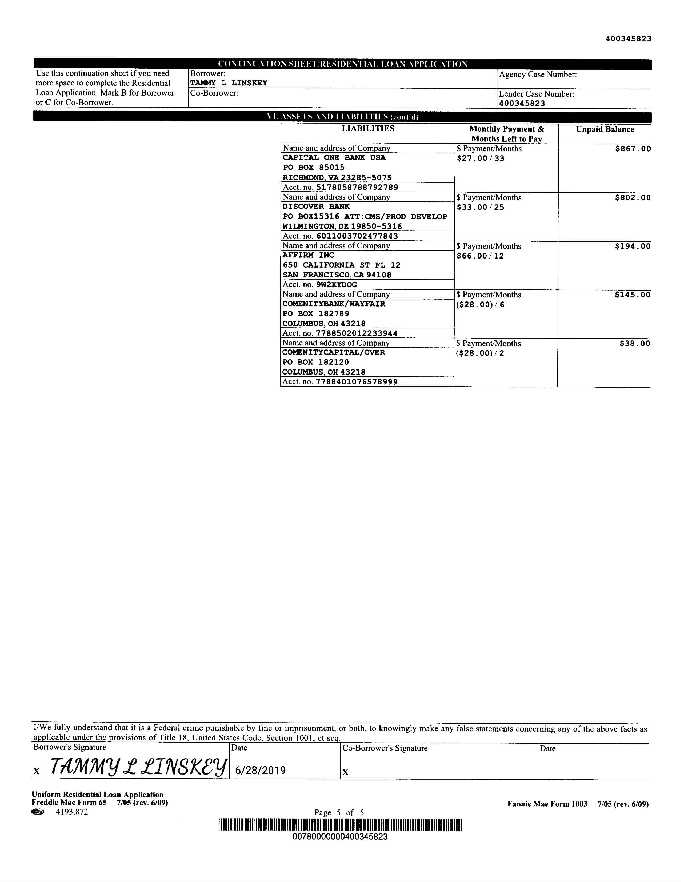 400345823
CONTINUATION SHEET/RESIDENTIAL LOAN APPLICATION
Use this continuation sheet if you need more space to complete the Residential Loan Application. Mark B for Borrower or C for Co-Borrower.
Borrower:
TAMMY L LINSKEY
Agency Case Number:
Co-Borrower:
Lender Case Number:
400345823
VI. ASSETS AND LIABILITIES (cont'd)
LIABILITIES
Monthly Payment & Months Left to Pay
Unpaid Balance
Name and address of Company
$ Payment/Months
$867.00
CAPITAL ONE BANK USA
$27.00/33
PO BOX 85015
RICHMOND, VA 23285-5075
Acct. no. 5178058788792789
Name and address of Company
$ Payment/Months
$802.00
DISCOVER BANK
$33.00/25
PO BOX15316 ATT:CMS/PROD DEVELOP
WILMINGTON, DE 19850-5316
Acct. no. 6011003702477843
Name and address of Company
$ Payment/Months
$194.00
AFFIRM INC
$66.00/12
650 CALIFORNIA ST FL 12
SAN FRANCISCO, CA 94108
Acct. no.
Name and address of Company
$ Payment/Months
$145.00
COMENITYBANK/WAYFAIR
($28.00)/6
PO BOX 182789
COLUMBUS, OH 43218
Acct. no. 7788502012233944
Name and address of Company
$ Payment/Months
$38.00
COMENITYCAPITAL/OVER
($28.00)/2
PO BOX 182120
COLUMBUS, OH 43218
Acct. no. 7788401076578999
I/We fully understand that it is a Federal crime punishable by fine or imprisonment, or both, to knowingly make any false statements concerning any of the above facts as
applicable under the provisions of Title 18, United States Code, Section 1001, et seq.
Borrower's Signature
Date
Co-Borrower's Signature
Date
X TAMMY L LINSKEY
6/28/2019
X
Uniform Residential Loan Application
Freddie Mac Form 65 7/05 (rev. 6/09)
Fannie Mae Form 1003 7/05 (rev. 6/09)
4193.872
Page 5 of 5
00780000000400345823